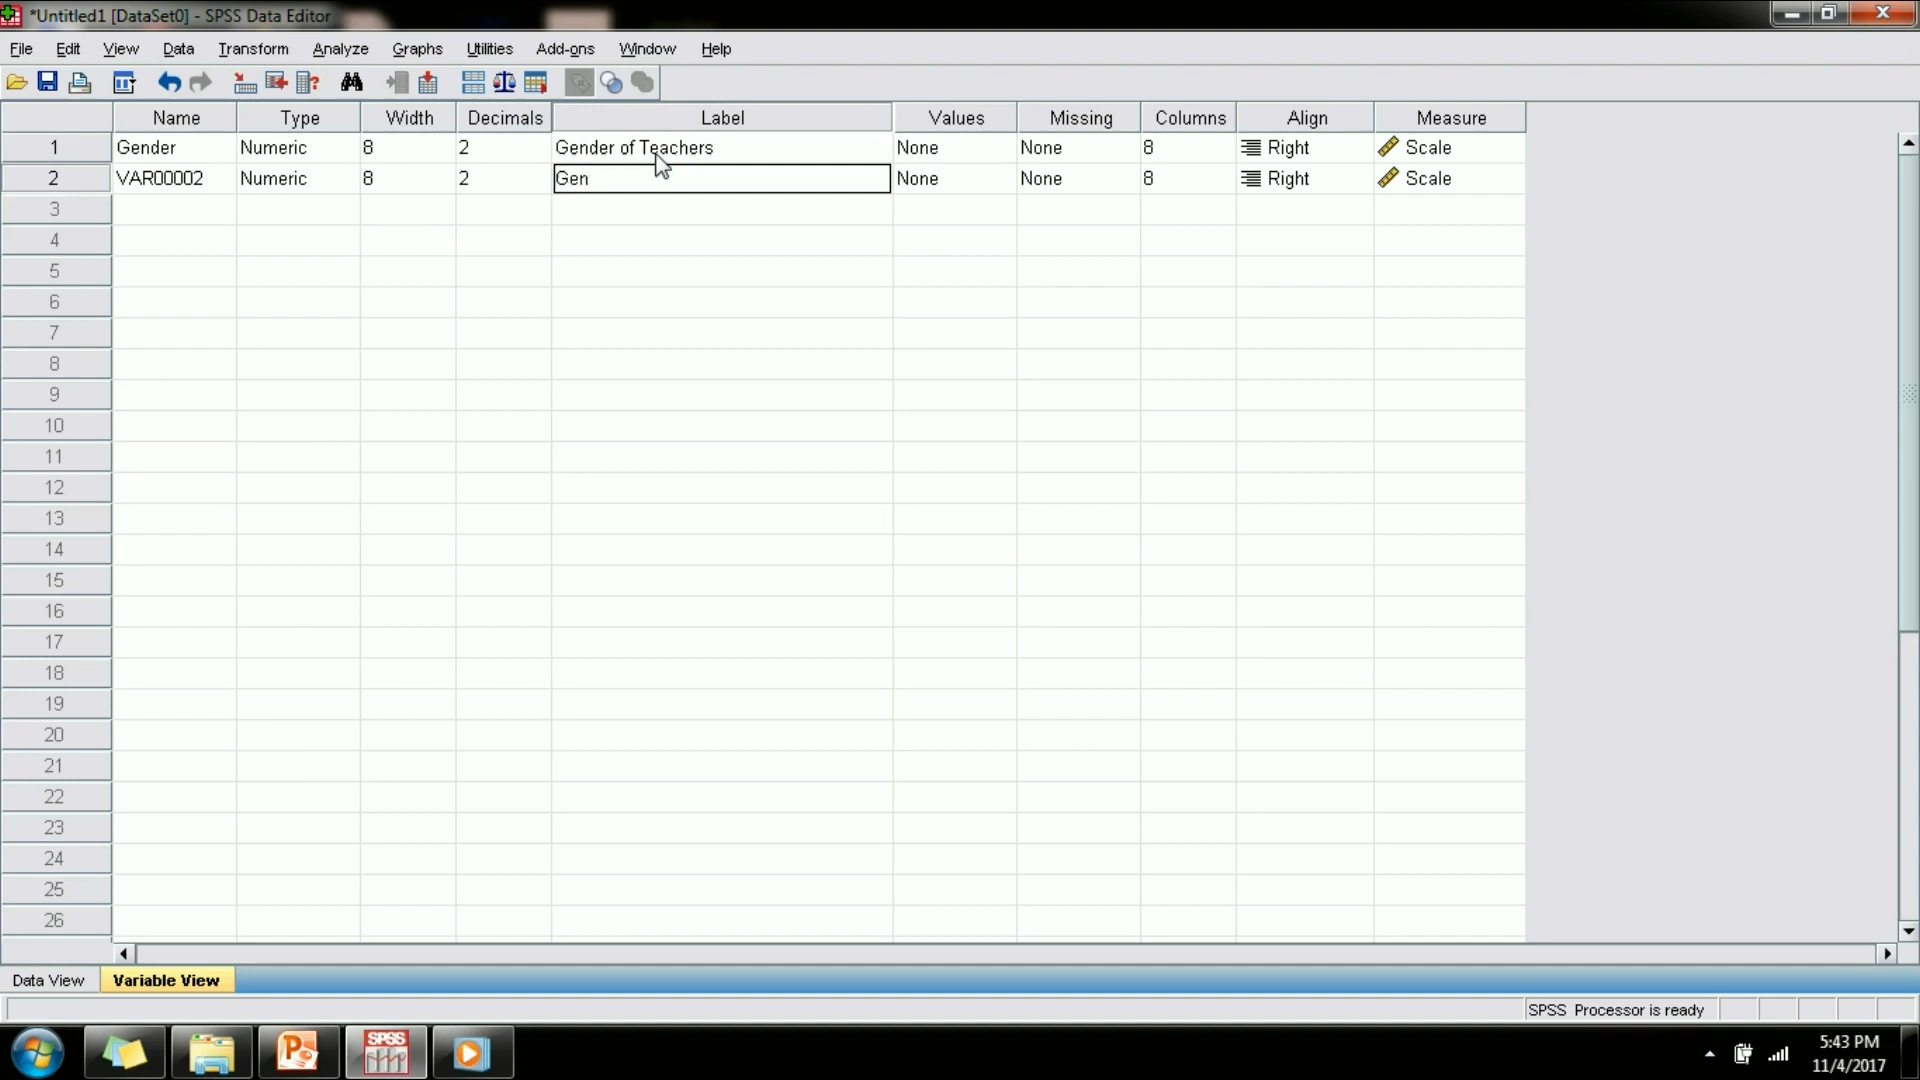 *Untitled1 [DataSet0] - SPSS Data Editor
File Edit View Data Transform Analyze Graphs Utilities Add-ons Window Help
Name Type Width Decimals Label Values Missing Columns Align Measure
1 Gender Numeric 8 2 Gender of Teachers None None 8 Right Scale
2 VAR00002 Numeric 8 2 Gen None None 8 Right Scale
3
4
5
6
7
8
9
10
11
12
13
14
15
16
17
18
19
20
21
22
23
24
25
26
Data View Variable View
SPSS Processor is ready
SPSS
5:43 PM
11/4/2017